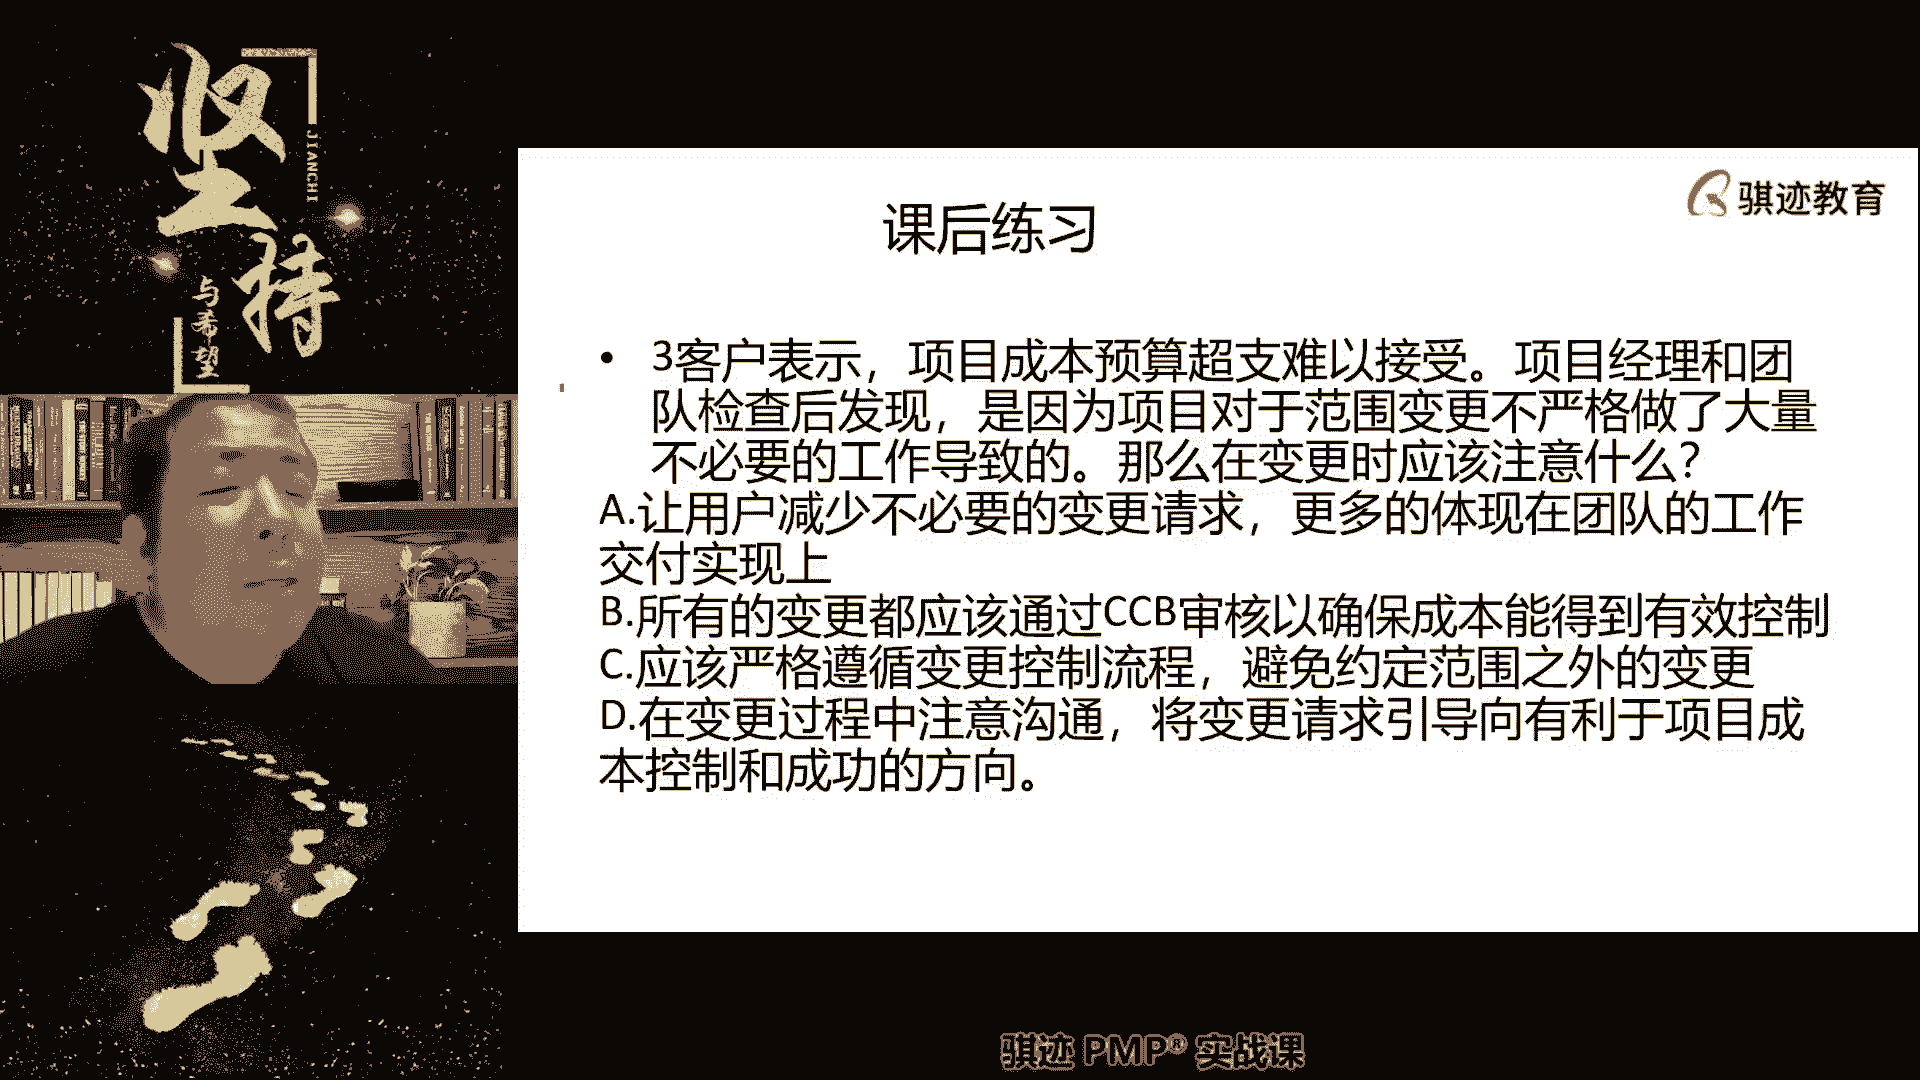 坚持
JIANCHI
与希望
骐迹教育
课后练习
• 3客户表示，项目成本预算超支难以接受。项目经理和团
队检查后发现，是因为项目对于范围变更不严格做了大量
不必要的工作导致的。那么在变更时应该注意什么？
A.让用户减少不必要的变更请求，更多的体现在团队的工作
交付实现上
B.所有的变更都应该通过CCB审核以确保成本能得到有效控制
C.应该严格遵循变更控制流程，避免约定范围之外的变更
D.在变更过程中注意沟通，将变更请求引导向有利于项目成
本控制和成功的方向。
骐迹 PMP® 实战课